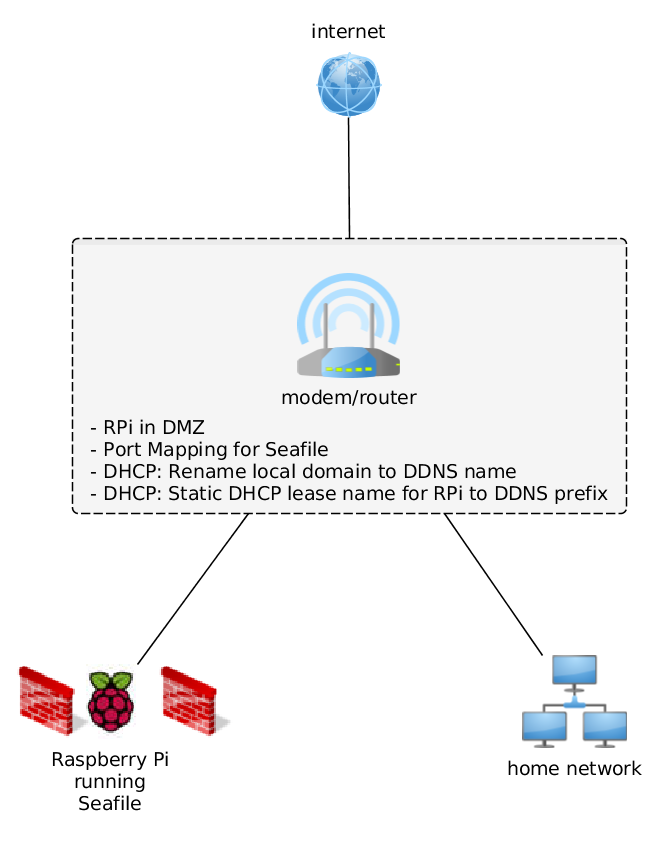 internet
modem/router
- RPi in DMZ
- Port Mapping for Seafile
- DHCP: Rename local domain to DDNS name
- DHCP: Static DHCP lease name for RPi to DDNS prefix
Raspberry Pi
running
Seafile
home network